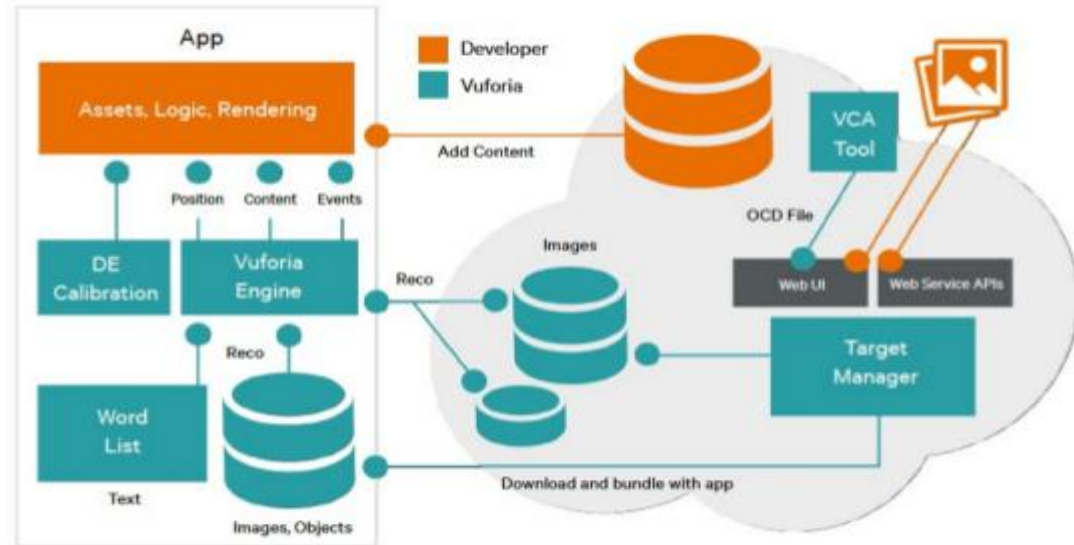 App
Assets, Logic, Rendering
Developer
Vuforia
Add Content
VCA
Tool
Position
Content
Events
OCD File
DE
Calibration
Vuforia
Engine
Reco
Images
Web UI
Web Service APIs
Reco
Target
Manager
Word
List
Text
Images, Objects
Download and bundle with app